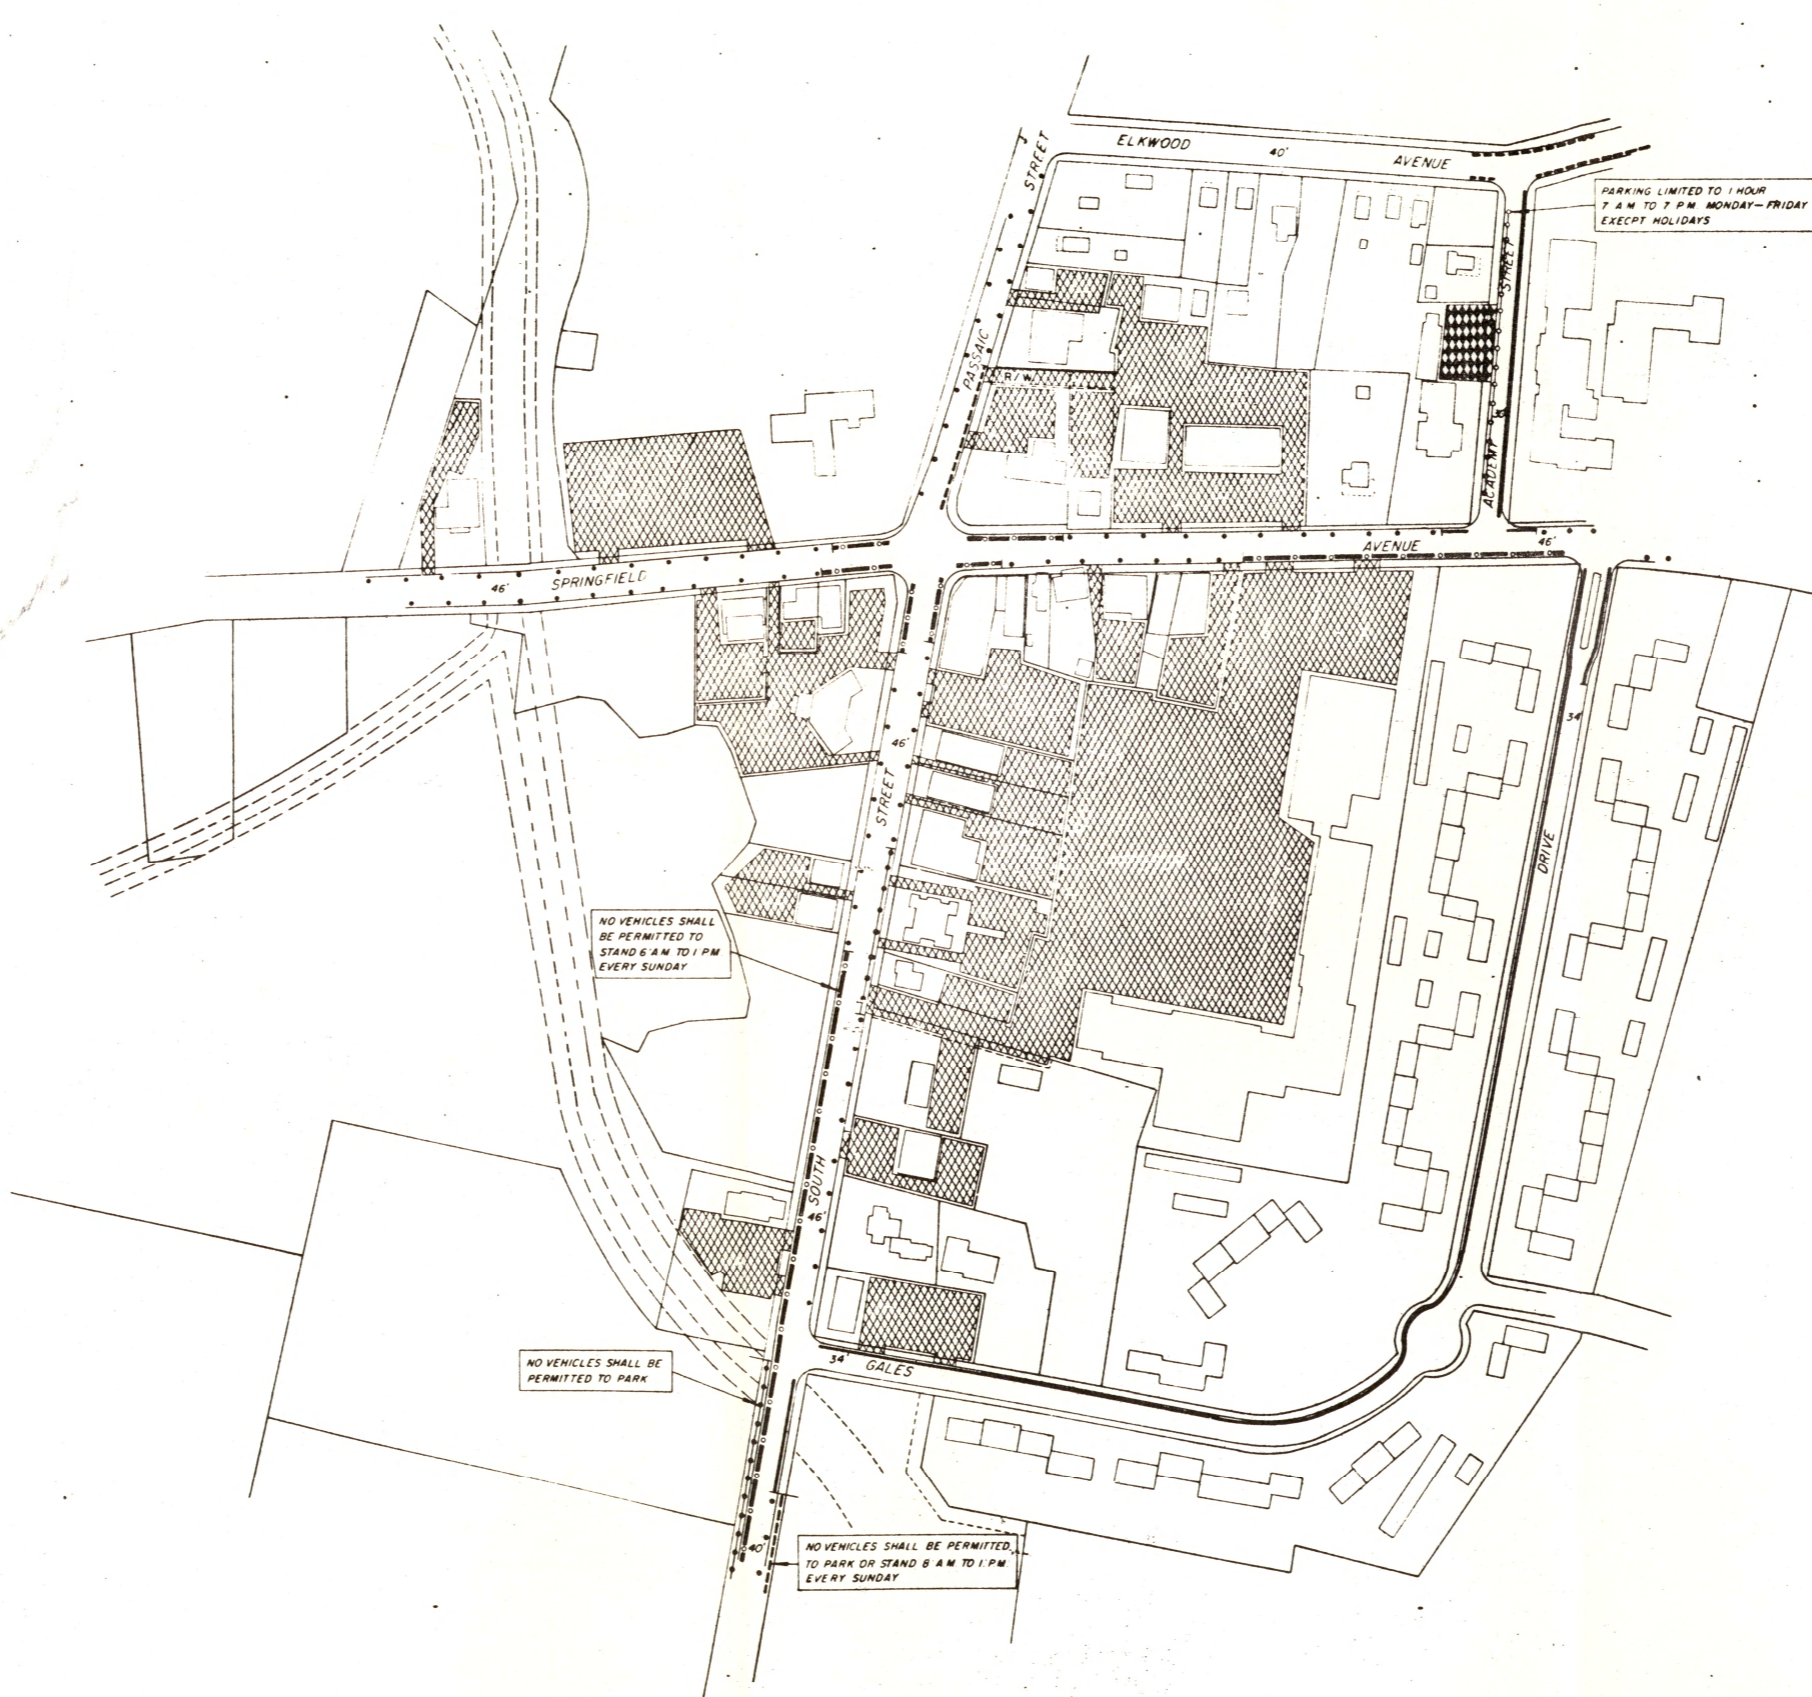 ELKWOOD 40' AVENUE
STREET
PARKING LIMITED TO 1 HOUR
7 A M TO 7 P M MONDAY—FRIDAY
EXECPT HOLIDAYS
STREET
PASSAIC
R / W
ACADEMY
AVENUE 46'
46' SPRINGFIELD
34'
46'
STREET
DRIVE
NO VEHICLES SHALL
BE PERMITTED TO
STAND 6 AM TO 1 PM
EVERY SUNDAY
SOUTH
46'
NO VEHICLES SHALL BE
PERMITTED TO PARK
34' GALES
40'
NO VEHICLES SHALL BE PERMITTED
TO PARK OR STAND 8 A M TO 1 P M
EVERY SUNDAY